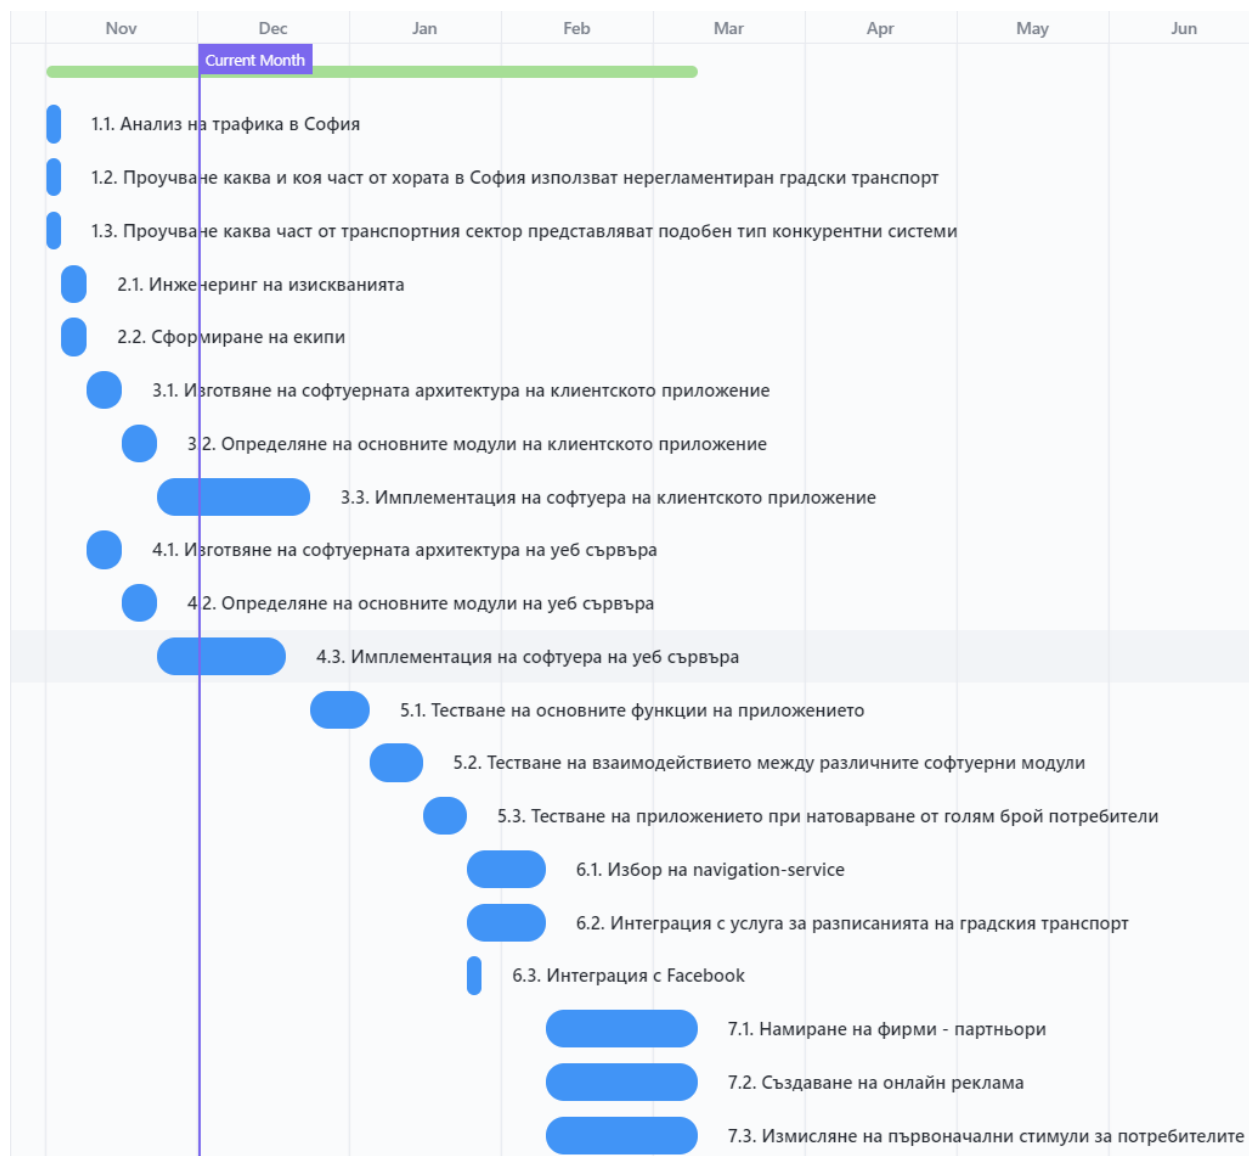 Nov Dec Jan Feb Mar Apr May Jun
Current Month
1.1. Анализ на трафика в София
1.2. Проучване каква и коя част от хората в София използват нерегламентиран градски транспорт
1.3. Проучване каква част от транспортния сектор представляват подобен тип конкурентни системи
2.1. Инженеринг на изискванията
2.2. Сформиране на екипи
3.1. Изготвяне на софтуерната архитектура на клиентското приложение
3.2. Определяне на основните модули на клиентското приложение
3.3. Имплементация на софтуера на клиентското приложение
4.1. Изготвяне на софтуерната архитектура на уеб сървъра
4.2. Определяне на основните модули на уеб сървъра
4.3. Имплементация на софтуера на уеб сървъра
5.1. Тестване на основните функции на приложението
5.2. Тестване на взаимодействието между различните софтуерни модули
5.3. Тестване на приложението при натоварване от голям брой потребители
6.1. Избор на navigation-service
6.2. Интеграция с услуга за разписанията на градския транспорт
6.3. Интеграция с Facebook
7.1. Намиране на фирми - партньори
7.2. Създаване на онлайн реклама
7.3. Измисляне на първоначални стимули за потребителите